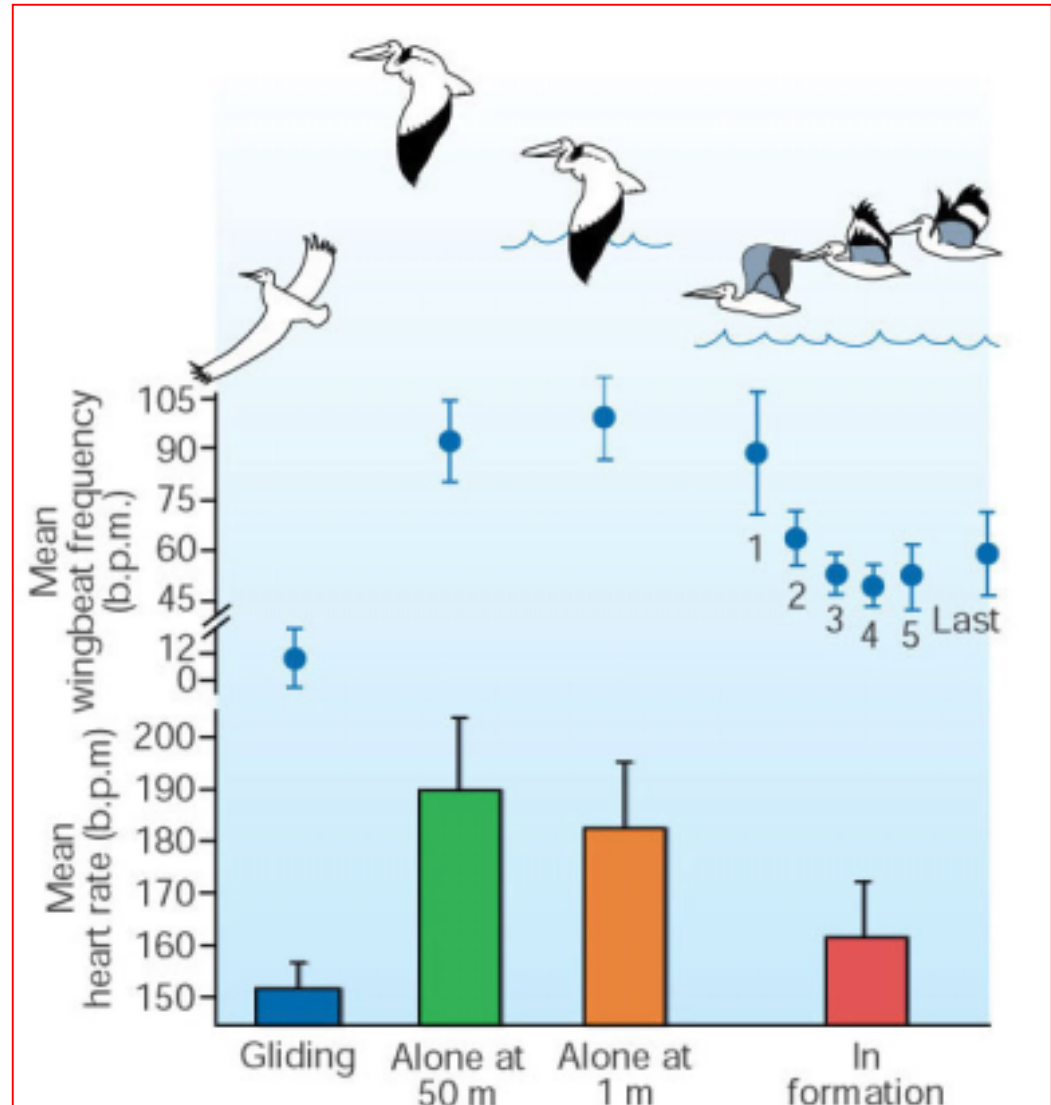 Mean
wingbeat frequency
(b.p.m.)
105
90
75
60
45
12
0
1
2
3
4
5
Last
Mean
heart rate (b.p.m)
200
190
180
170
160
150
Gliding
Alone at
50 m
Alone at
1 m
In
formation